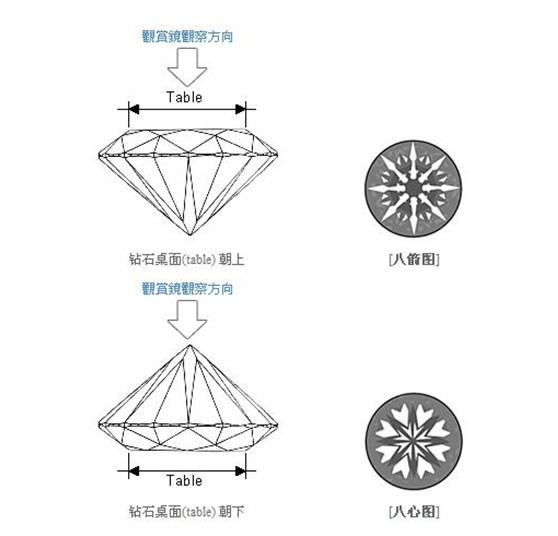 觀賞鏡觀察方向
Table
钻石桌面(table) 朝上
[八箭图]
觀賞鏡觀察方向
Table
钻石桌面(table) 朝下
[八心图]